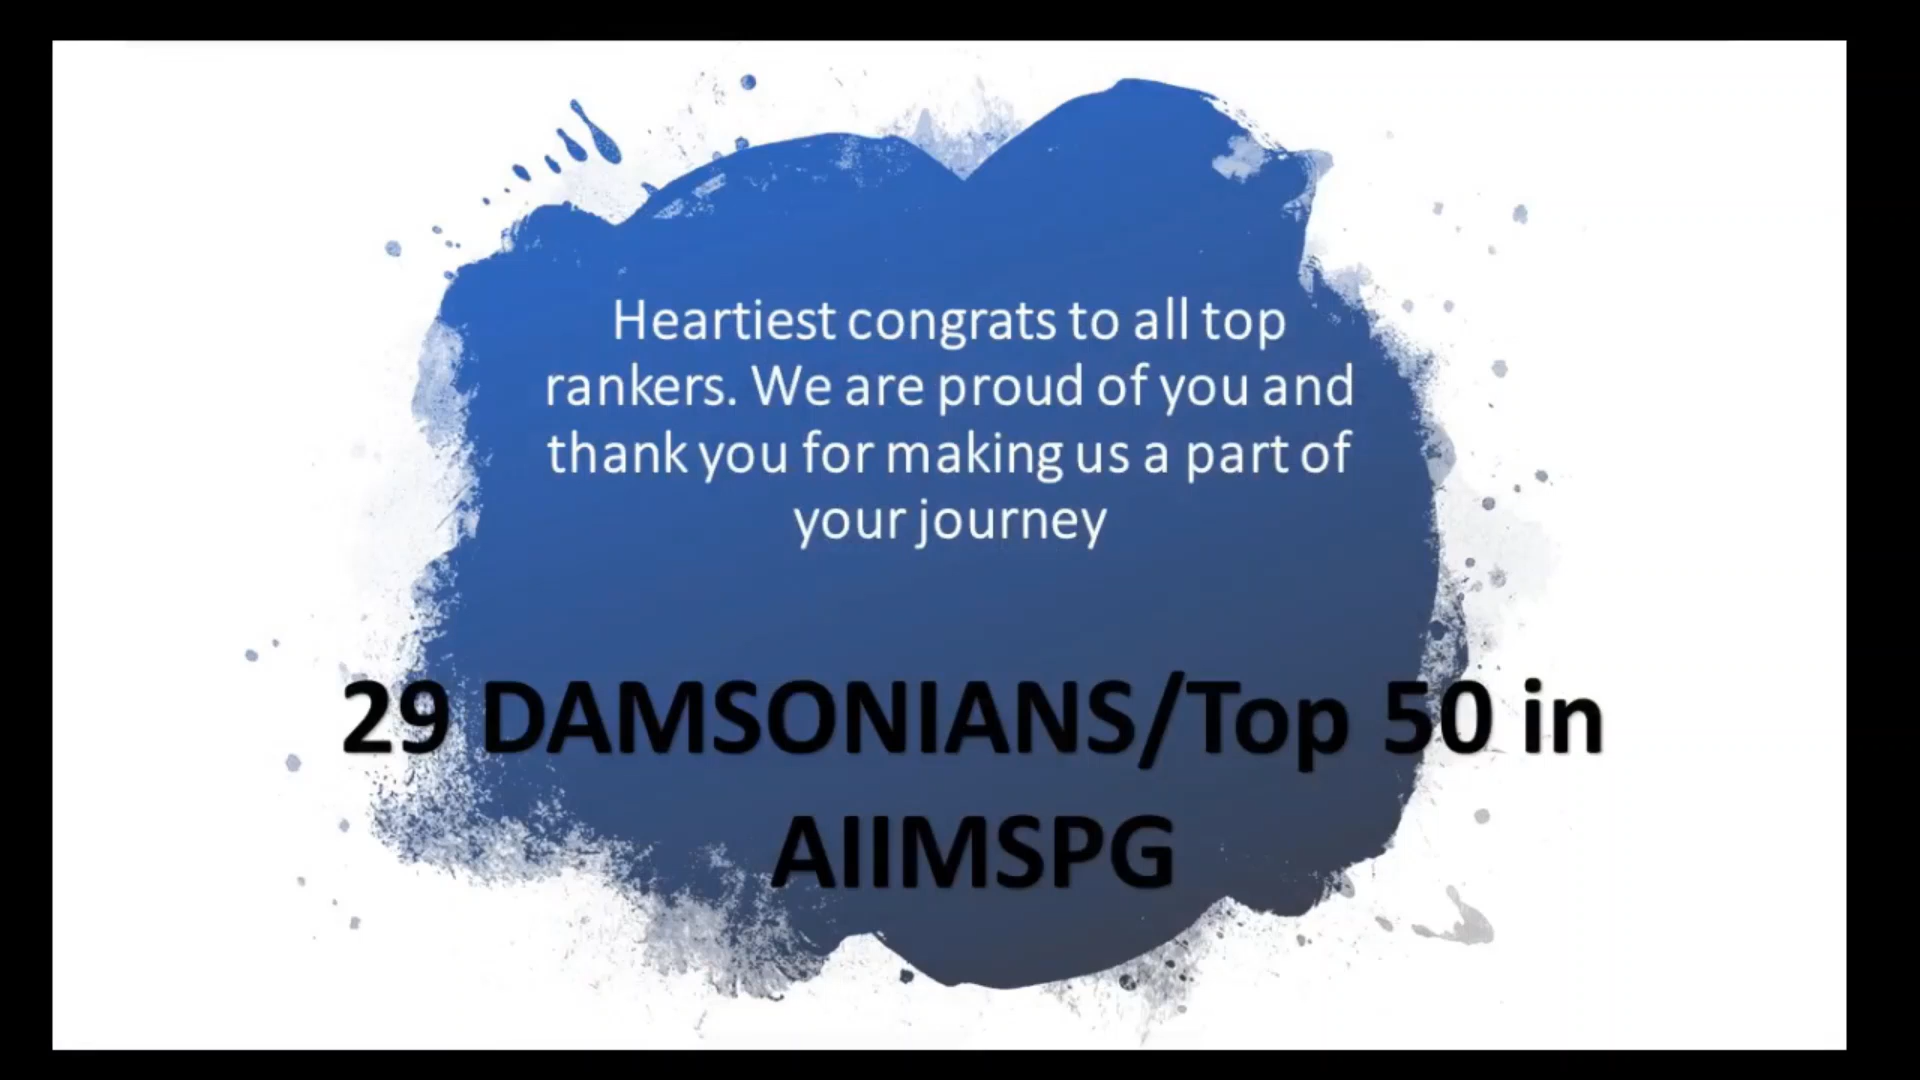 Heartiest congrats to all top
rankers. We are proud of you and
thank you for making us a part of
your journey
29 DAMSONIANS/Top 50 in
AIIMSPG